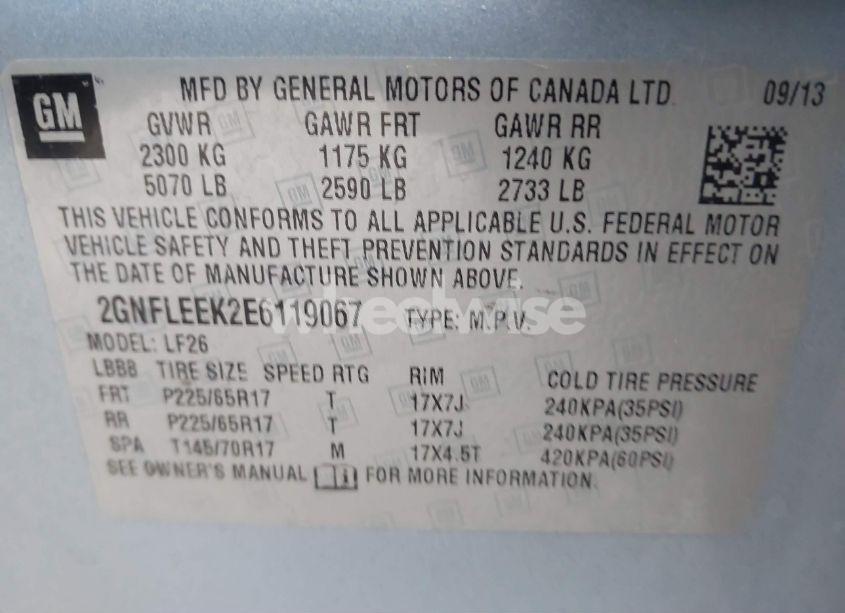 GM
MFD BY GENERAL MOTORS OF CANADA LTD 09/13
GVWR GAWR FRT GAWR RR
2300 KG 1175 KG 1240 KG
5070 LB 2590 LB 2733 LB
THIS VEHICLE CONFORMS TO ALL APPLICABLE U.S. FEDERAL MOTOR
VEHICLE SAFETY AND THEFT PREVENTION STANDARDS IN EFFECT ON
THE DATE OF MANUFACTURE SHOWN ABOVE.
2GNFLEEK2E6119067 TYPE: M.P.V.
wheelwise
MODEL: LF26
LBBB TIRE SIZE SPEED RTG RIM COLD TIRE PRESSURE
FRT P225/65R17 T 17X7J 240KPA(35PSI)
RR P225/65R17 T 17X7J 240KPA(35PSI)
SPA T145/70R17 M 17X4.5T 420KPA(60PSI)
SEE OWNER'S MANUAL FOR MORE INFORMATION.